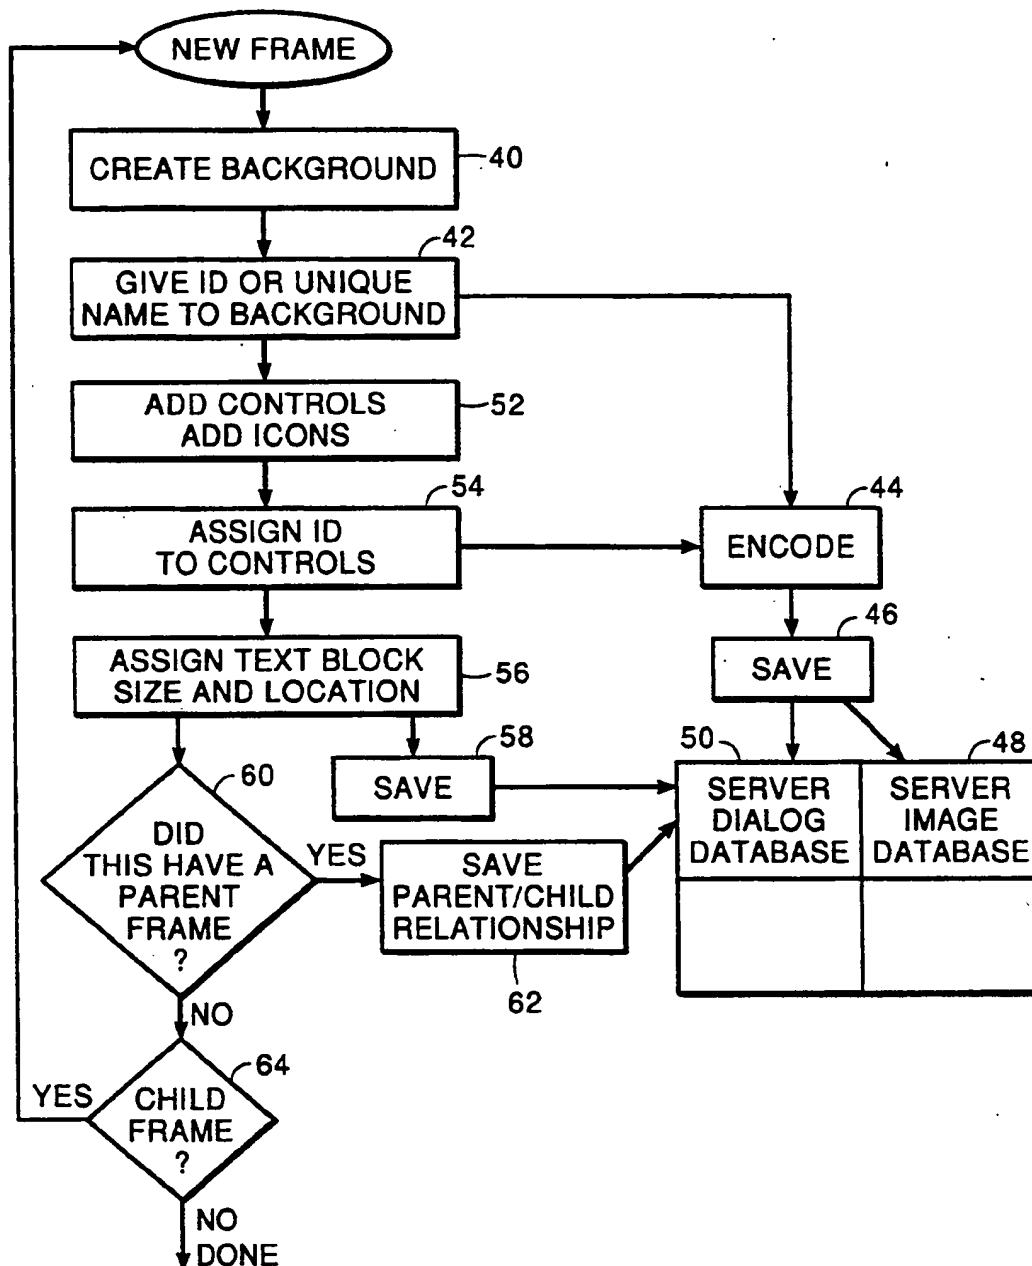 NEW FRAME
CREATE BACKGROUND
40
42
GIVE ID OR UNIQUE
NAME TO BACKGROUND
ADD CONTROLS
ADD ICONS
52
54
ASSIGN ID
TO CONTROLS
44
ENCODE
46
SAVE
ASSIGN TEXT BLOCK
SIZE AND LOCATION
56
58
SAVE
50
SERVER
DIALOG
DATABASE
48
SERVER
IMAGE
DATABASE
60
DID
THIS HAVE A
PARENT
FRAME
?
YES
SAVE
PARENT/CHILD
RELATIONSHIP
62
NO
64
YES
CHILD
FRAME
?
NO
DONE